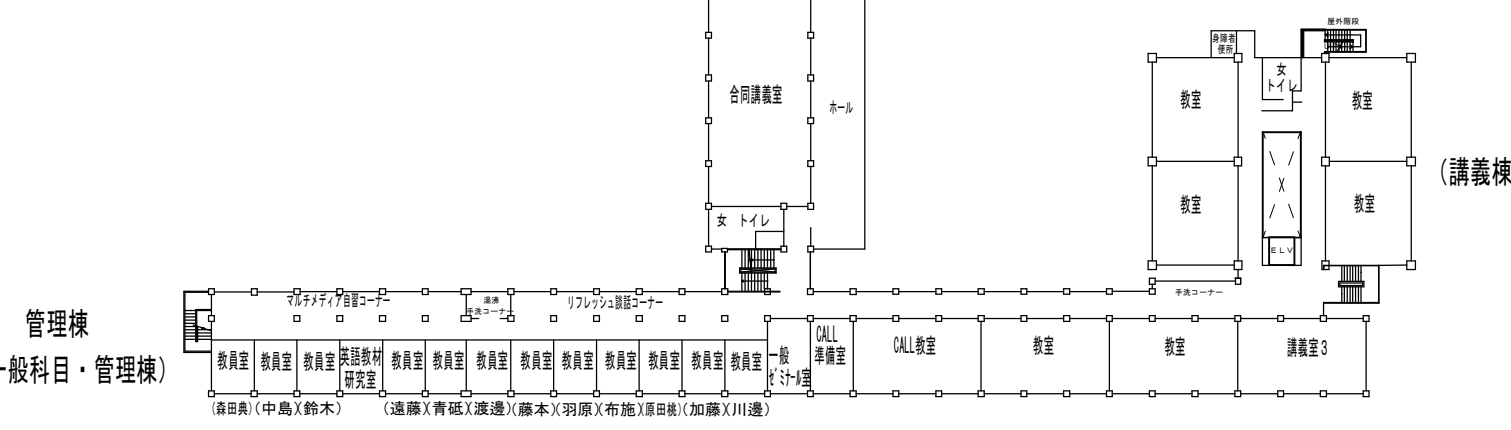 屋外階段
身障者
便所
女
トイレ
合同講義室
ホール
教室
教室
(講義棟
教室
教室
女 トイレ
ELV
手洗コーナー
マルチメディア自習コーナー
湯沸
手洗コーナー
リフレッシュ談話コーナー
管理棟
一般科目・管理棟)
教員室
教員室
教員室
英語教材
研究室
教員室
教員室
教員室
教員室
教員室
教員室
教員室
教員室
教員室
一般
ゼミナール室
CALL
準備室
CALL教室
教室
教室
講義室3
(森田典)(中島)(鈴木)
(遠藤)(青砥)(渡邊)(藤本)(羽原)(布施)(原田桃)(加藤)(川邊)